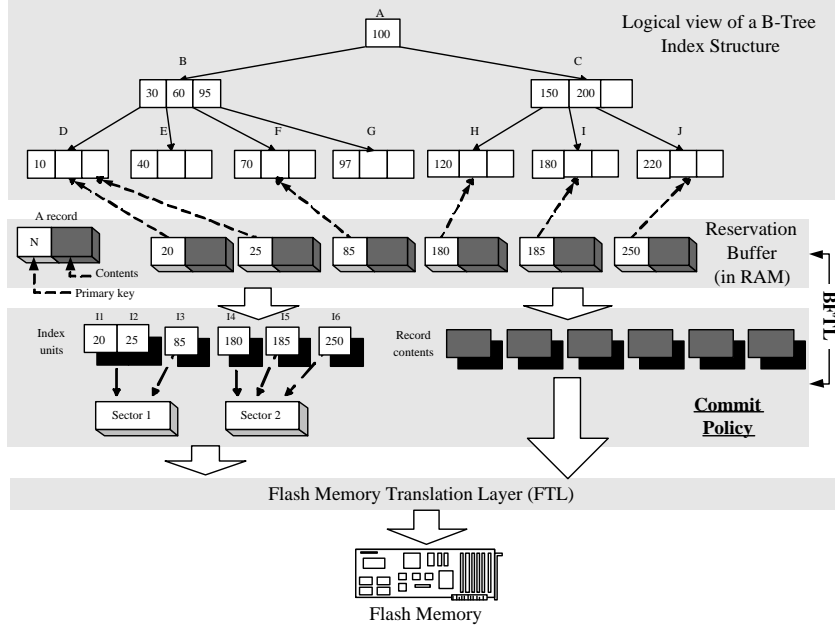 A
Logical view of a B-Tree
Index Structure
100
B
C
30 60 95
150 200
D
E
F
G
H
I
J
10
40
70
97
120
180
220
A record
N
Contents
Primary key
20
25
85
180
185
250
Reservation
Buffer
(in RAM)
BFTL
Index
units
I1 I2 I3 I4 I5 I6
20 25 85 180 185 250
Record
contents
Sector 1
Sector 2
Commit
Policy
Flash Memory Translation Layer (FTL)
Flash Memory